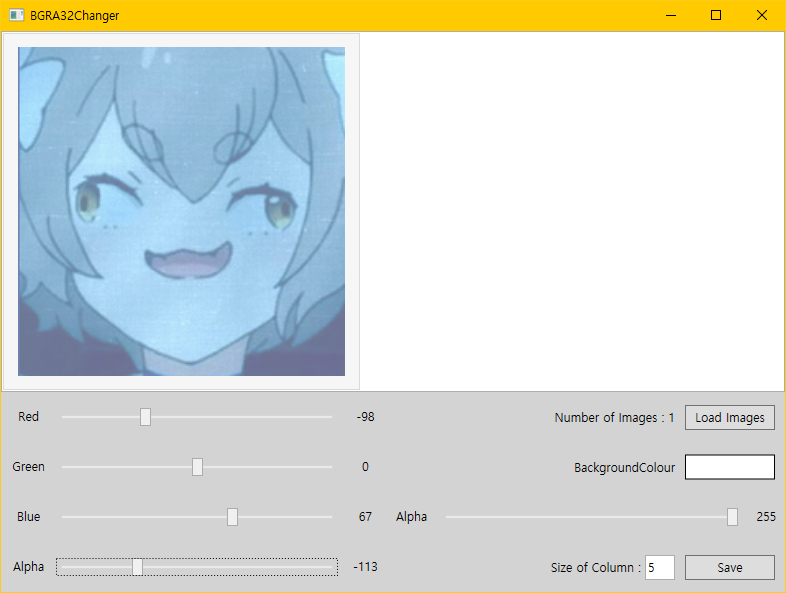 BGRA32Changer
Red -98 Number of Images : 1 Load Images
Green 0 BackgroundColour
Blue 67 Alpha 255
Alpha -113 Size of Column : 5 Save